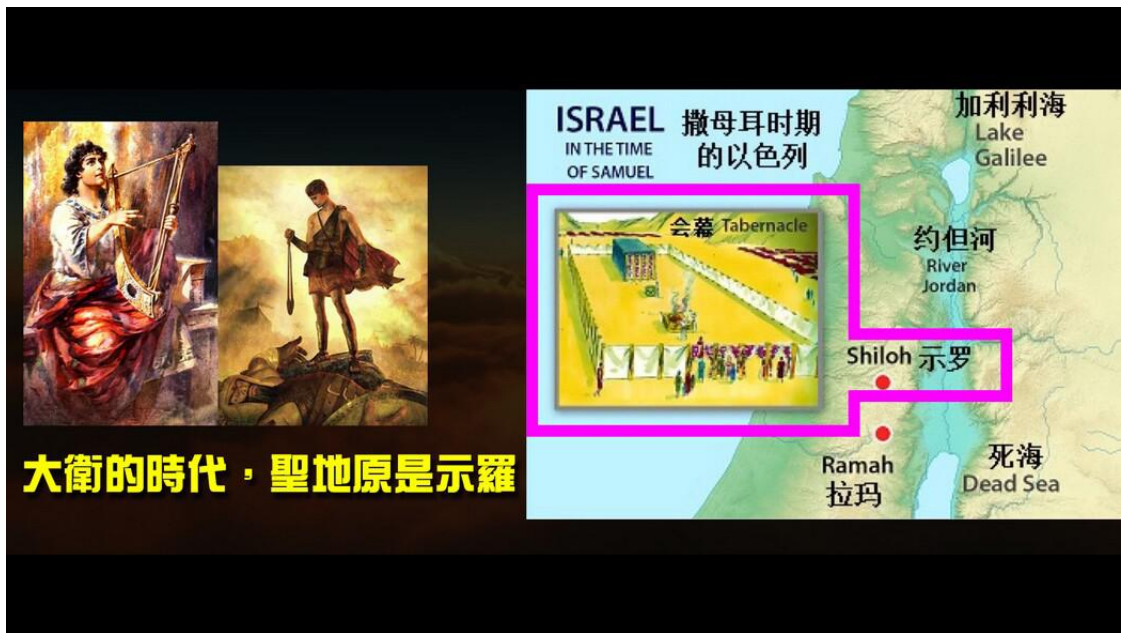 大衛的時代,聖地原是示羅
ISRAEL
IN THE TIME
OF SAMUEL
撒母耳时期
的以色列
加利利海
Lake
Galilee
会幕 Tabernacle
约但河
River
Jordan
Shiloh 示罗
Ramah
拉玛
死海
Dead Sea